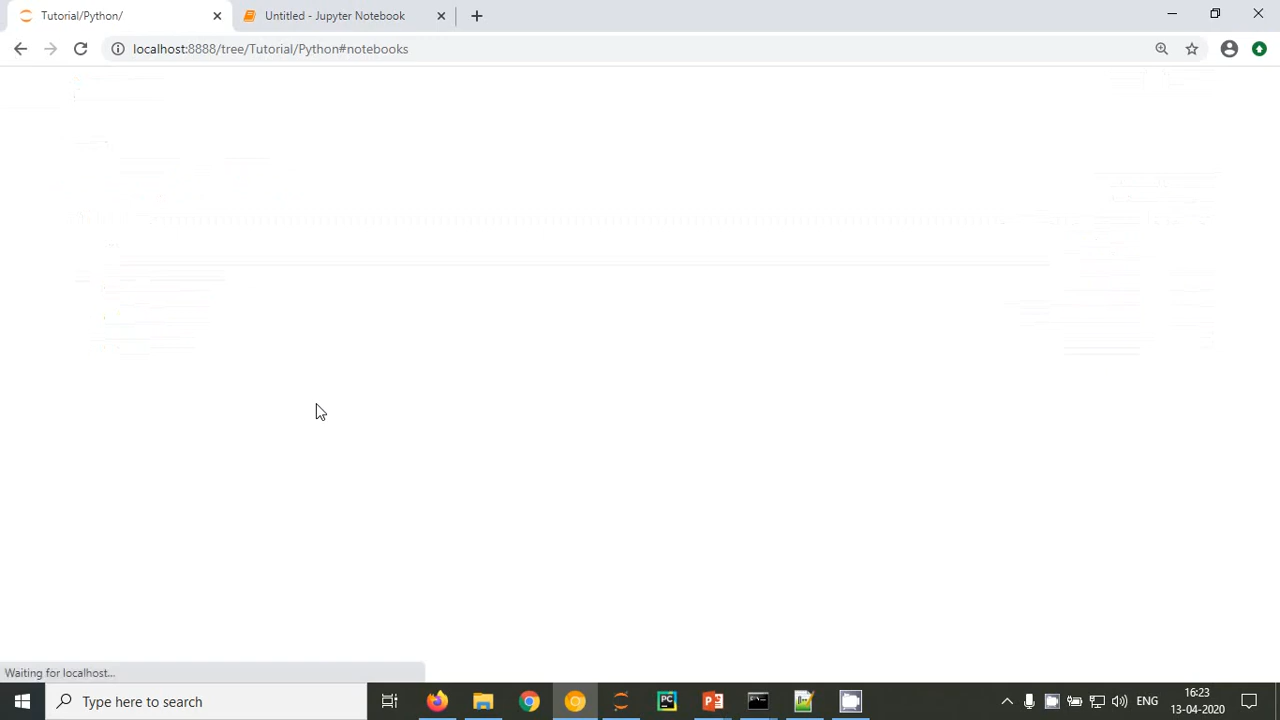 Tutorial/Python/
Untitled - Jupyter Notebook
localhost:8888/tree/Tutorial/Python#notebooks
Waiting for localhost...
Type here to search
ENG
16:23
13-04-2020